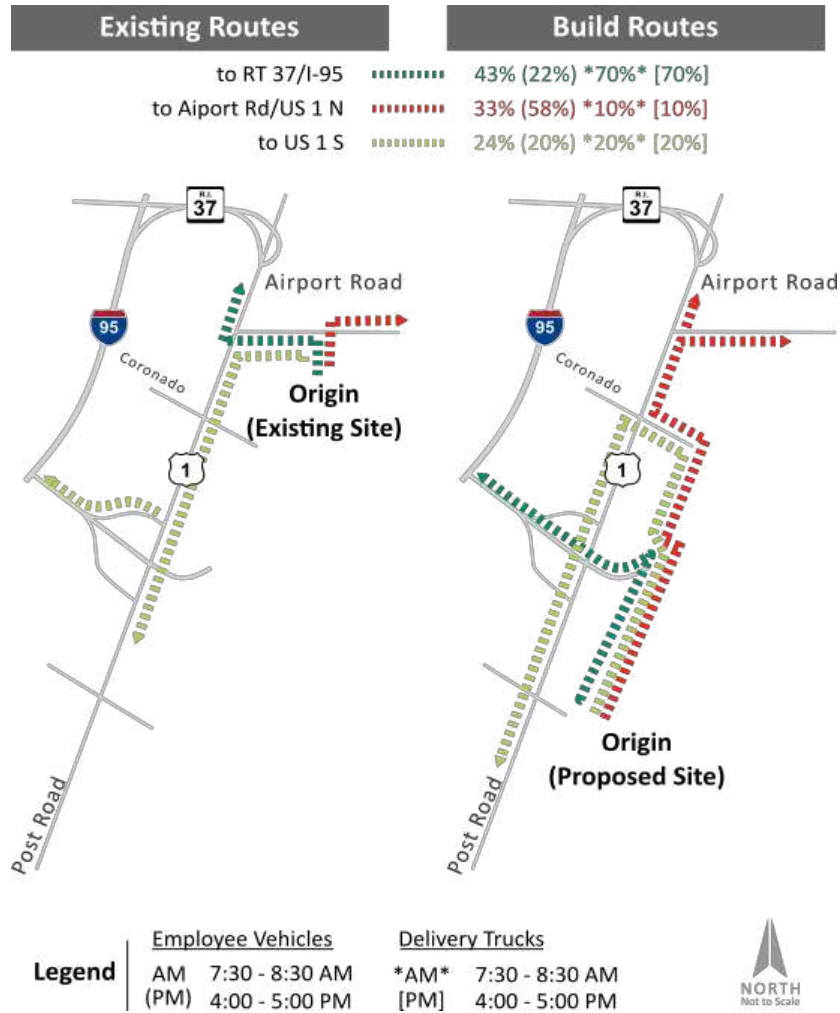 Existing Routes
Build Routes
to RT 37/I-95 43% (22%) *70%* [70%]
to Aiport Rd/US 1 N 33% (58%) *10%* [10%]
to US 1 S 24% (20%) *20%* [20%]
R.I.
37
Airport Road
95
Coronado
Origin
(Existing Site)
1
Post Road
R.I.
37
Airport Road
95
Coronado
1
Origin
(Proposed Site)
Post Road
Legend
Employee Vehicles
AM 7:30 - 8:30 AM
(PM) 4:00 - 5:00 PM
Delivery Trucks
*AM* 7:30 - 8:30 AM
[PM] 4:00 - 5:00 PM
NORTH
Not to Scale